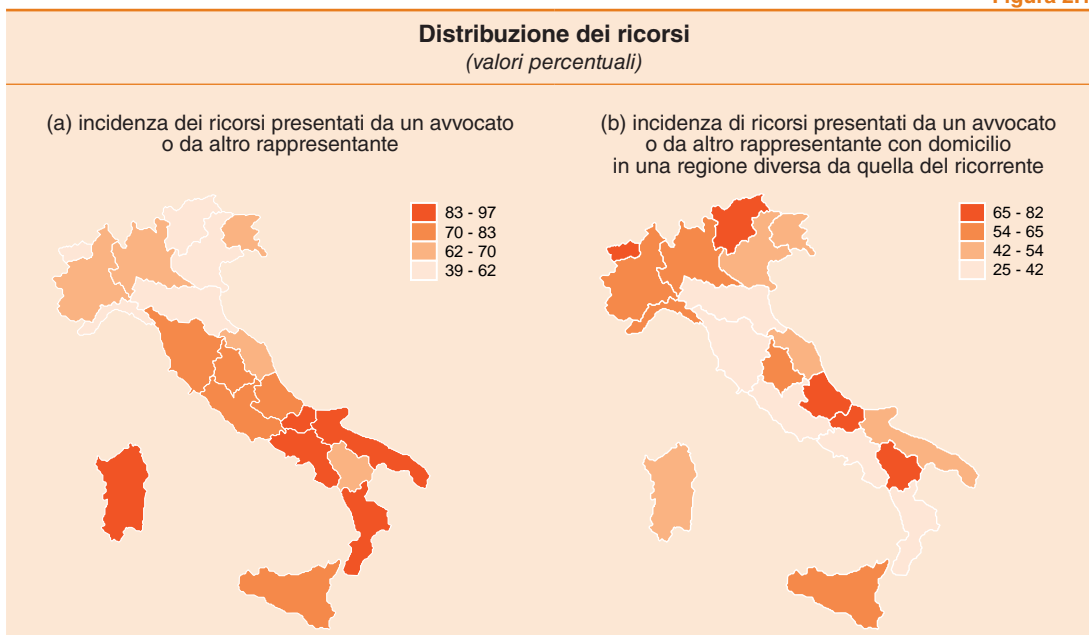 Distribuzione dei ricorsi
(valori percentuali)
(a) incidenza dei ricorsi presentati da un avvocato
o da altro rappresentante
83 - 97
70 - 83
62 - 70
39 - 62
(b) incidenza di ricorsi presentati da un avvocato
o da altro rappresentante con domicilio
in una regione diversa da quella del ricorrente
65 - 82
54 - 65
42 - 54
25 - 42